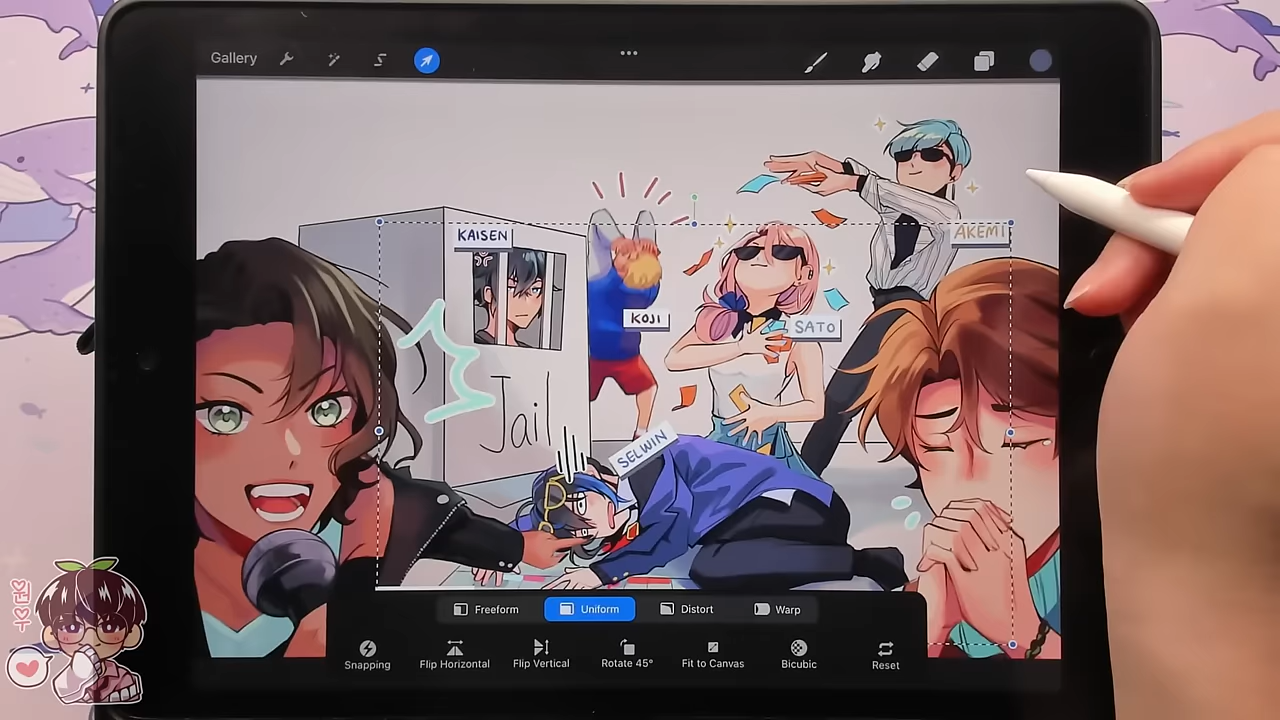 Gallery
KAISEN
AKEMI
KOJI
SATO
Jail
SELWIN
Freeform
Uniform
Distort
Warp
Snapping
Flip Horizontal
Flip Vertical
Rotate 45°
Fit to Canvas
Bicubic
Reset